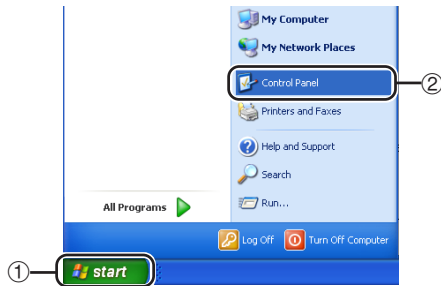 My Computer
My Network Places
Control Panel
②
Printers and Faxes
Help and Support
Search
All Programs
Run...
Log Off
Turn Off Computer
①
start